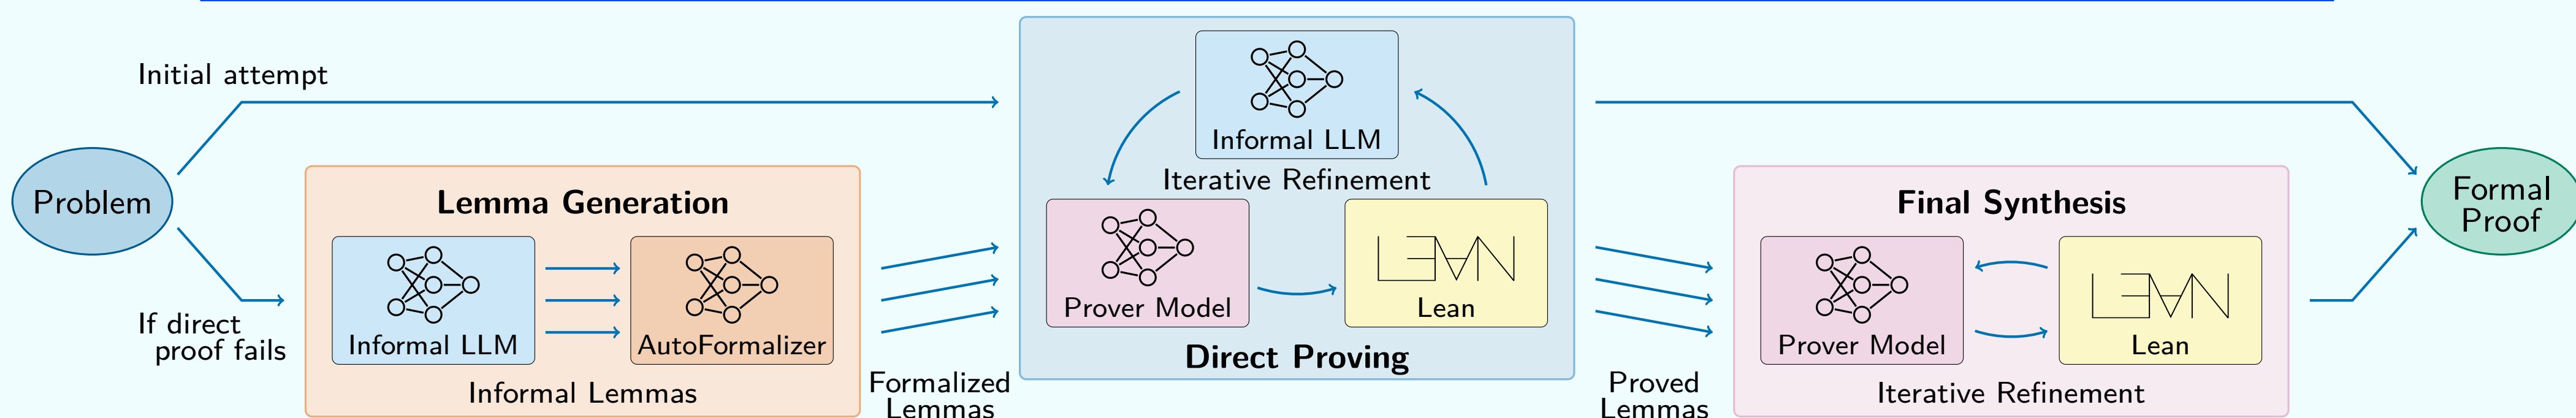 Initial attempt
Problem
If direct
proof fails
Lemma Generation
Informal LLM
AutoFormalizer
Informal Lemmas
Formalized
Lemmas
Informal LLM
Iterative Refinement
Prover Model
LEAN
Lean
Direct Proving
Proved
Lemmas
Final Synthesis
Prover Model
LEAN
Lean
Iterative Refinement
Formal
Proof